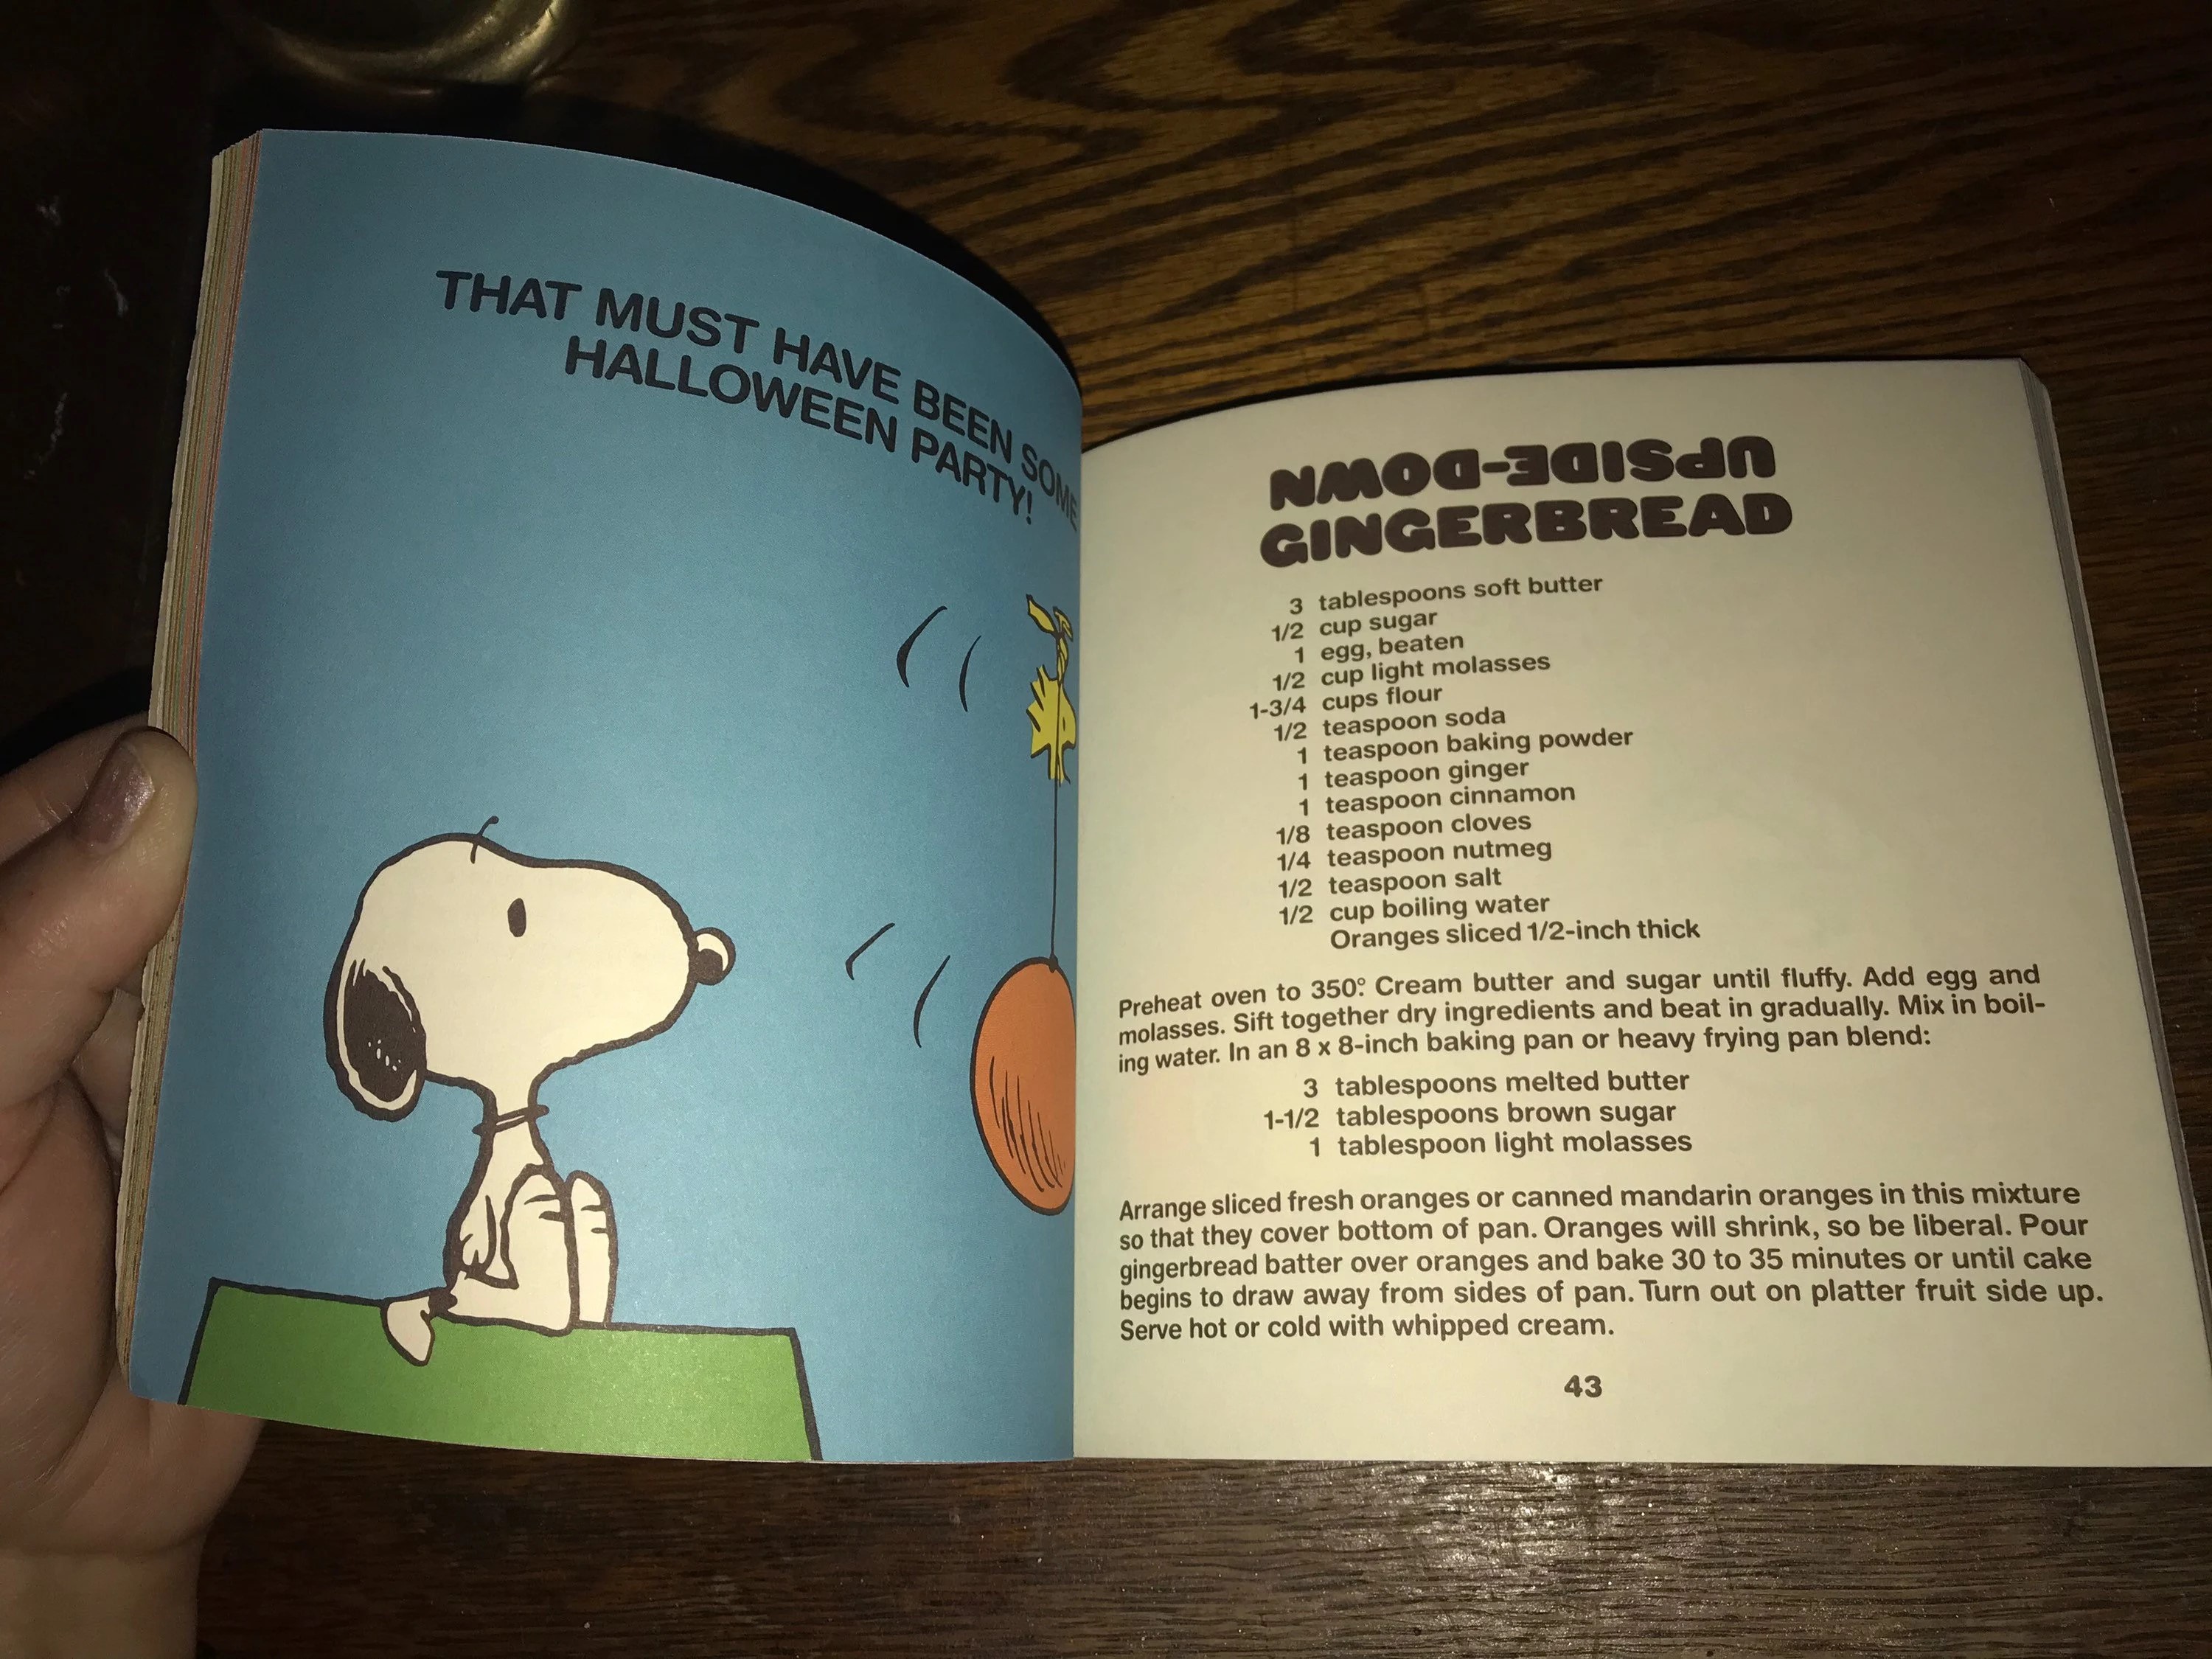 THAT MUST HAVE BEEN SOME
HALLOWEEN PARTY!
UPSIDE-DOWN
GINGERBREAD
3 tablespoons soft butter
1/2 cup sugar
1 egg, beaten
1/2 cup light molasses
1-3/4 cups flour
1/2 teaspoon soda
1 teaspoon baking powder
1 teaspoon ginger
1 teaspoon cinnamon
1/8 teaspoon cloves
1/4 teaspoon nutmeg
1/2 teaspoon salt
1/2 cup boiling water
Oranges sliced 1/2-inch thick
Preheat oven to 350°. Cream butter and sugar until fluffy. Add egg and
molasses. Sift together dry ingredients and beat in gradually. Mix in boil-
ing water. In an 8 x 8-inch baking pan or heavy frying pan blend:
3 tablespoons melted butter
1-1/2 tablespoons brown sugar
1 tablespoon light molasses
Arrange sliced fresh oranges or canned mandarin oranges in this mixture
so that they cover bottom of pan. Oranges will shrink, so be liberal. Pour
gingerbread batter over oranges and bake 30 to 35 minutes or until cake
begins to draw away from sides of pan. Turn out on platter fruit side up.
Serve hot or cold with whipped cream.
43